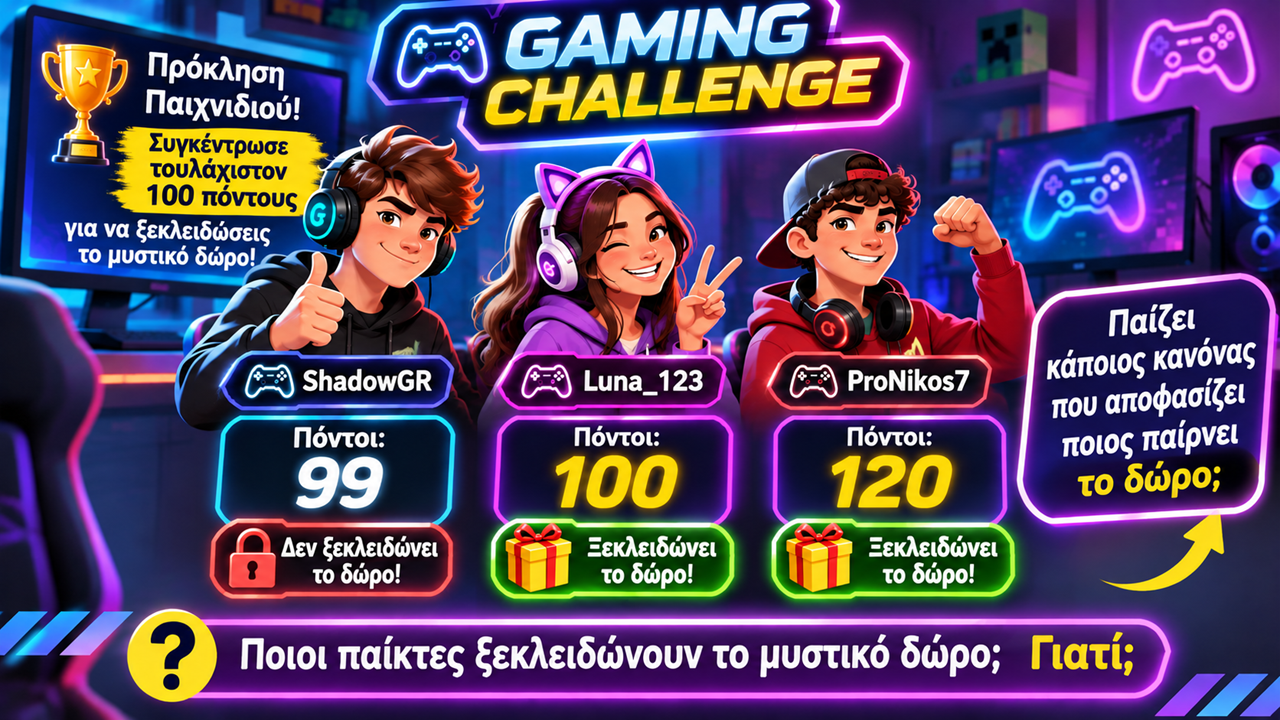 GAMING
CHALLENGE
Πρόκληση
Παιχνιδιού!
Συγκέντρωσε
τουλάχιστον
100 πόντους
για να ξεκλειδώσεις
το μυστικό δώρο!
G
ShadowGR
Luna_123
ProNikos7
Πόντοι:
99
Πόντοι:
100
Πόντοι:
120
Δεν ξεκλειδώνει
το δώρο!
Ξεκλειδώνει
το δώρο!
Ξεκλειδώνει
το δώρο!
Παίζει
κάποιος κανόνας
που αποφασίζει
ποιος παίρνει
το δώρο;
? Ποιοι παίκτες ξεκλειδώνουν το μυστικό δώρο; Γιατί;